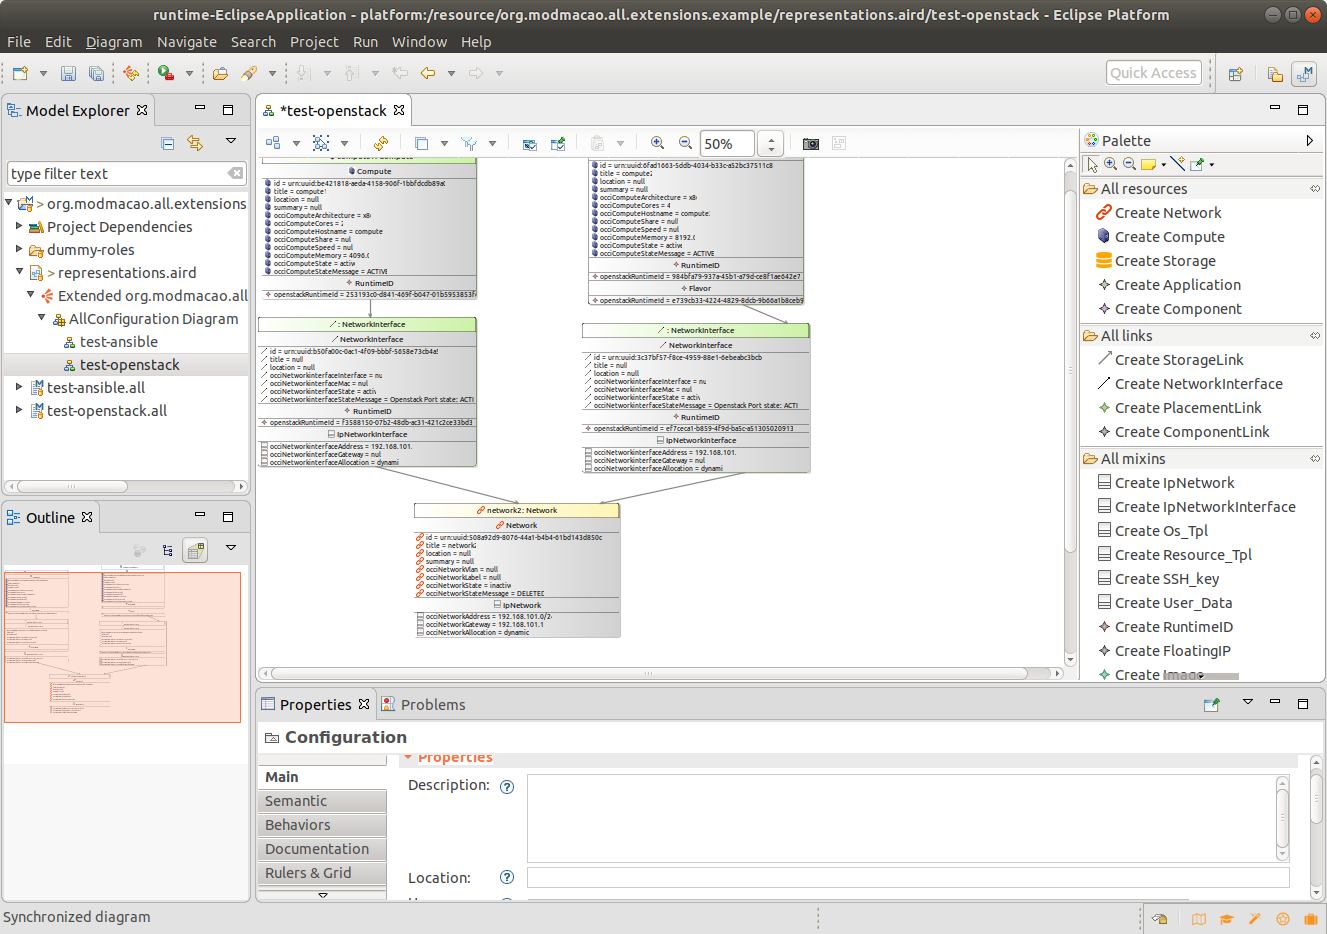 runtime-EclipseApplication - platform:/resource/org.modmacao.all.extensions.example/representations.aird/test-openstack - Eclipse Platform
File Edit Diagram Navigate Search Project Run Window Help
Quick Access
Model Explorer
type filter text
> org.modmacao.all.extensions
Project Dependencies
dummy-roles
> representations.aird
Extended org.modmacao.all
AllConfiguration Diagram
test-ansible
test-openstack
test-ansible.all
test-openstack.all
Outline
*test-openstack
50%
Compute
id = urn:uuid:be421818-aeda-4158-906f-1bbfdcdb89a
title = compute
location = null
summary = null
occiComputeArchitecture = x8
occiComputeCores =
occiComputeHostname = compute
occiComputeShare = nul
occiComputeSpeed = nul
occiComputeMemory = 4096.
occiComputeState = activ
occiComputeStateMessage = ACTIVE
RuntimeID
openstackRuntimeId = 253193c0-d841-469f-b047-01b5953853f
: NetworkInterface
NetworkInterface
id = urn:uuid:b50fa00c-0ac1-4f09-bbbf-5658e73cb4a
title = null
location = null
occiNetworkinterfaceInterface = nu
occiNetworkinterfaceMac = nul
occiNetworkinterfaceState = activ
occiNetworkinterfaceStateMessage = Openstack Port state: ACTI
RuntimeID
openstackRuntimeId = f3588150-07b2-48db-ac31-421c2ce33bd3
IpNetworkInterface
occiNetworkinterfaceAddress = 192.168.101.
occiNetworkinterfaceGateway = nul
occiNetworkinterfaceAllocation = dynami
id = urn:uuid:6fad1663-5ddb-4034-b33c-a52bc37511c8
title = compute
location = null
summary = null
occiComputeArchitecture = x8
occiComputeCores = 4
occiComputeHostname = compute
occiComputeShare = null
occiComputeSpeed = nul
occiComputeMemory = 8192.
occiComputeState = activ
occiComputeStateMessage = ACTIVE
RuntimeID
openstackRuntimeId = 984bfa79-937a-45b1-a79d-ce8f1ae642e7
Flavor
openstackRuntimeId = e739cb33-4224-4829-8dcb-9b66a1b8ceb9
: NetworkInterface
NetworkInterface
id = urn:uuid:3c37bf57-f8ce-4959-88e1-6ebeabc3bcb
title = null
location = null
occiNetworkinterfaceInterface = nu
occiNetworkinterfaceMac = nul
occiNetworkinterfaceState = activ
occiNetworkinterfaceStateMessage = Openstack Port state: ACTI
RuntimeID
openstackRuntimeId = ef7ceca1-b859-4f9d-ba5c-a51305020913
IpNetworkInterface
occiNetworkinterfaceAddress = 192.168.101.
occiNetworkinterfaceGateway = nul
occiNetworkinterfaceAllocation = dynami
network2: Network
Network
id = urn:uuid:508a92d9-8076-44a1-b4b4-61bd143d850c
title = network
location = null
summary = null
occiNetworkVlan = null
occiNetworkLabel = null
occiNetworkState = inactiv
occiNetworkStateMessage = DELETED
IpNetwork
occiNetworkAddress = 192.168.101.0/2
occiNetworkGateway = 192.168.101.1
occiNetworkAllocation = dynamic
Palette
All resources
Create Network
Create Compute
Create Storage
Create Application
Create Component
All links
Create StorageLink
Create NetworkInterface
Create PlacementLink
Create ComponentLink
All mixins
Create IpNetwork
Create IpNetworkInterface
Create Os_Tpl
Create Resource_Tpl
Create SSH_key
Create User_Data
Create RuntimeID
Create FloatingIP
Create Image
Properties
Problems
Configuration
Properties
Main
Semantic
Behaviors
Documentation
Rulers & Grid
Description:
Location:
Synchronized diagram